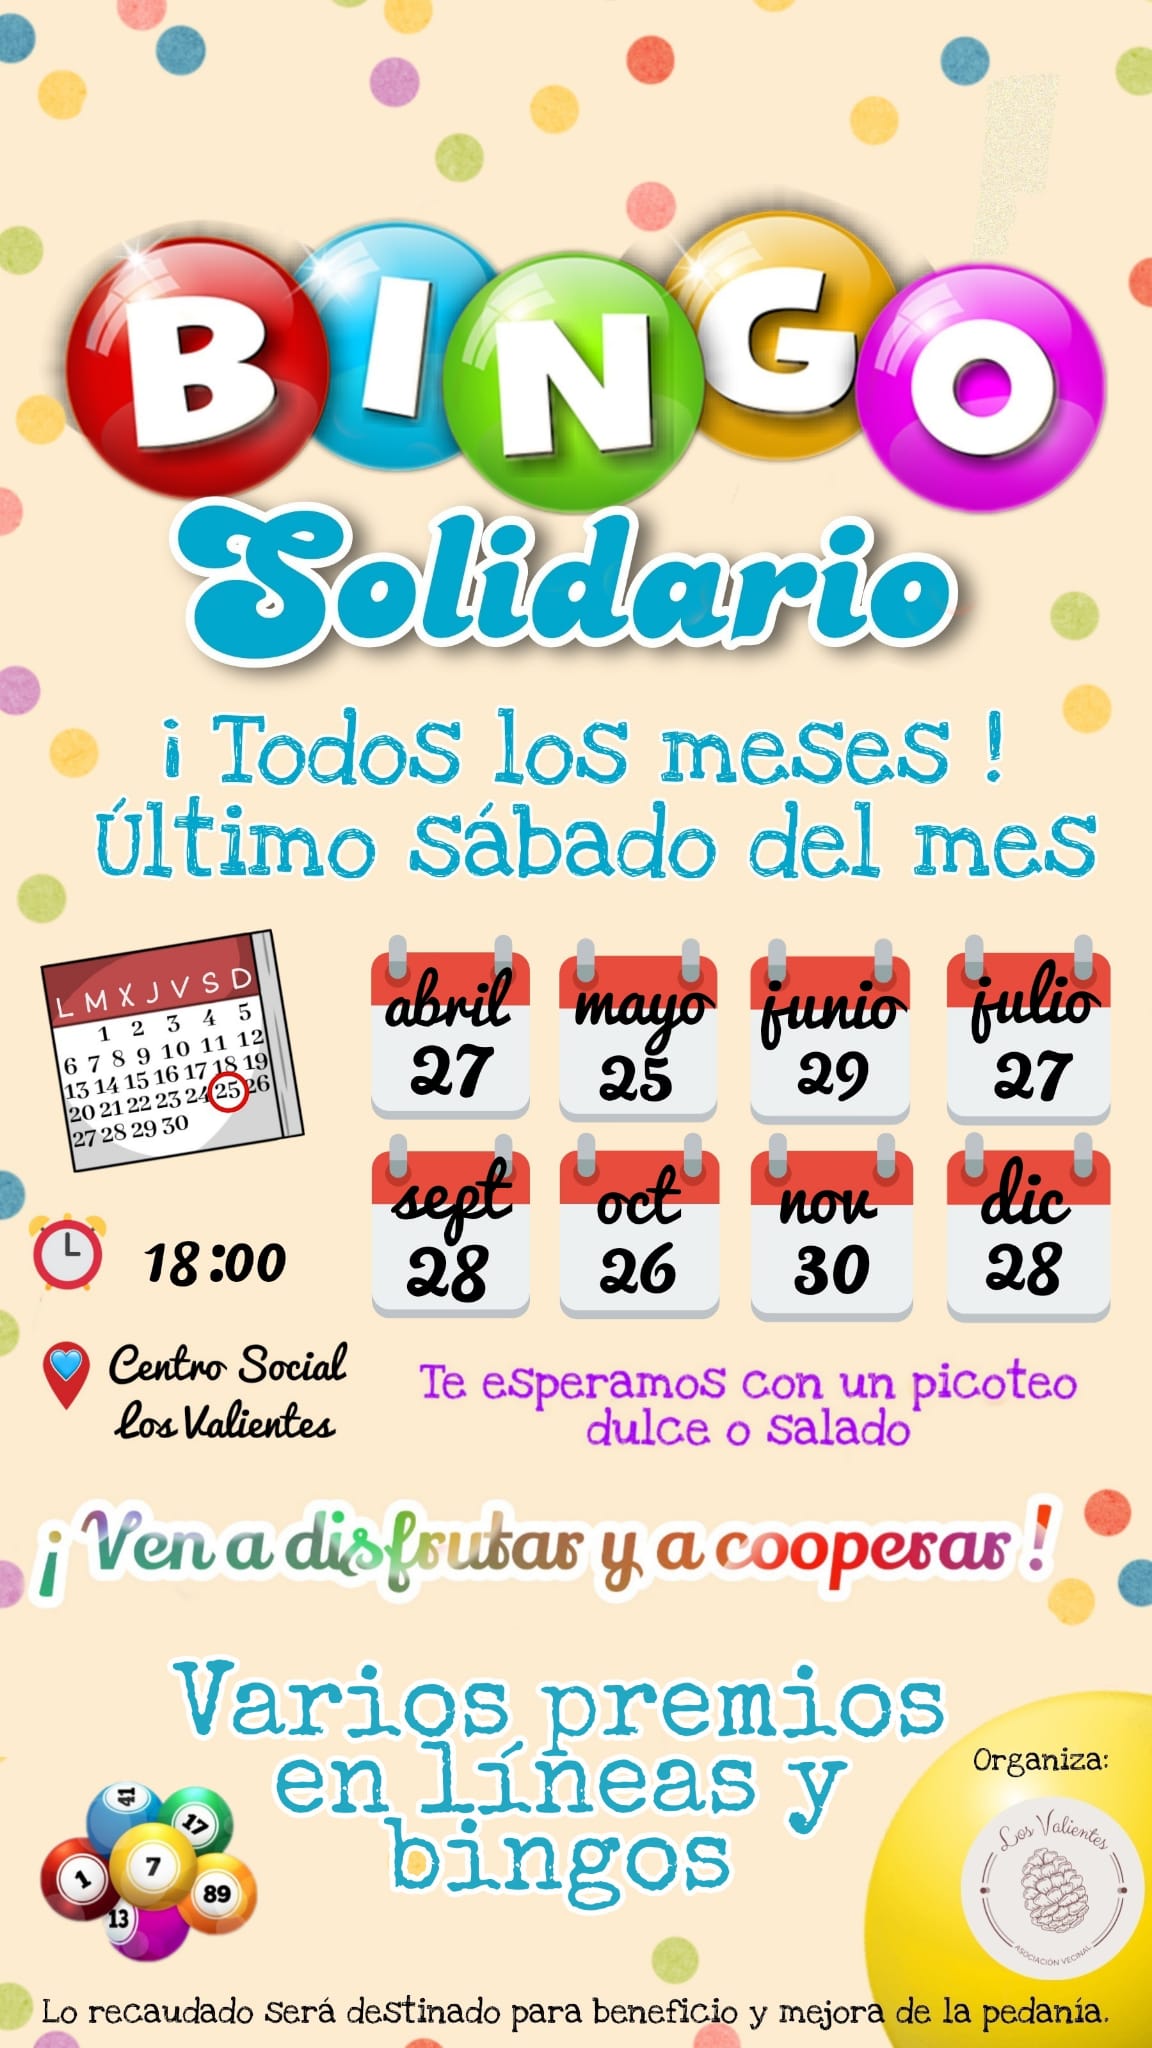 BINGO
Solidario
¡ Todos los meses !
Último sábado del mes
L M X J V S D
1 2 3 4 5
6 7 8 9 10 11 12
13 14 15 16 17 18 19
20 21 22 23 24 25 26
27 28 29 30
abril
27
mayo
25
junio
29
julio
27
sept
28
oct
26
nov
30
dic
28
18:00
Centro Social
Los Valientes
Te esperamos con un picoteo
dulce o salado
¡Ven a disfrutar y a cooperar!
Varios premios
en líneas y
bingos
41
17
1
7
89
13
Organiza:
Los Valientes
ASOCIACIÓN VECINAL
Lo recaudado será destinado para beneficio y mejora de la pedanía.